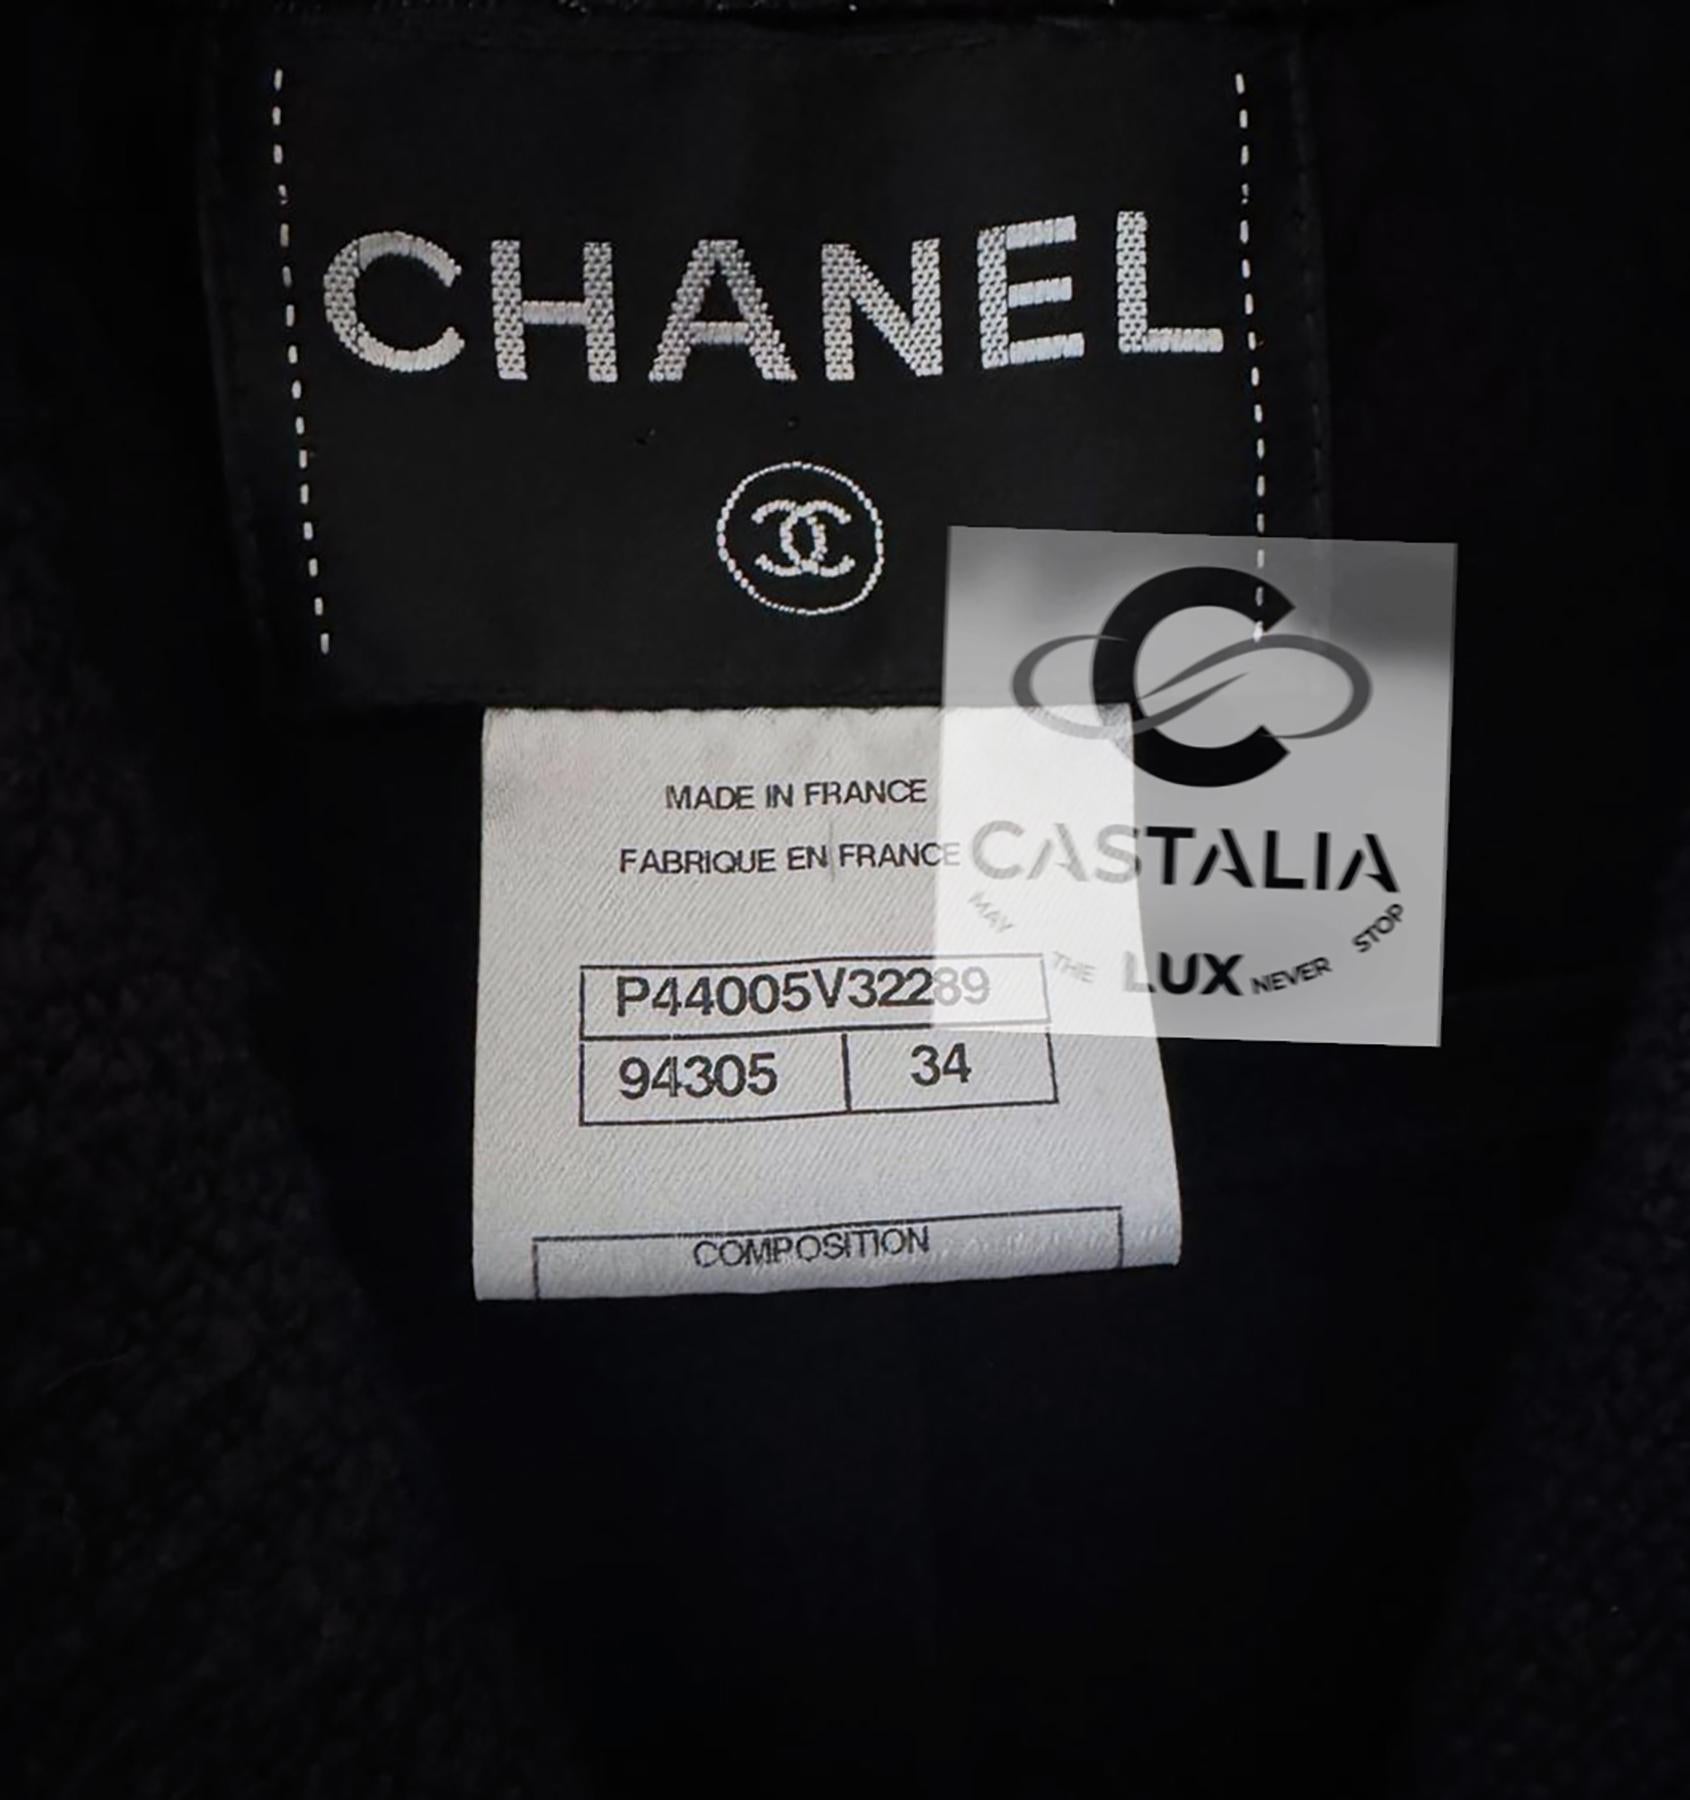 CHANEL
MADE IN FRANCE
FABRIQUE EN FRANCE
P44005V32289
94305 34
COMPOSITION
CASTALIA
MAY THE LUX NEVER STOP